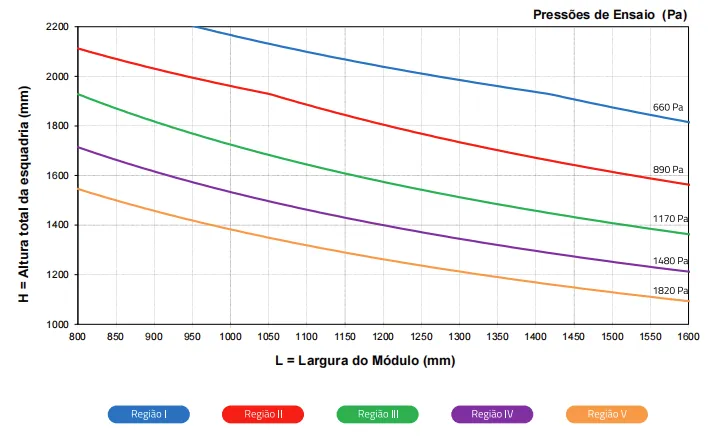 Pressões de Ensaio (Pa)
H = Altura total da esquadria (mm)
2200
2000
1800
1600
1400
1200
1000
660 Pa
890 Pa
1170 Pa
1480 Pa
1820 Pa
800 850 900 950 1000 1050 1100 1150 1200 1250 1300 1350 1400 1450 1500 1550 1600
L = Largura do Módulo (mm)
Região I Região II Região III Região IV Região V